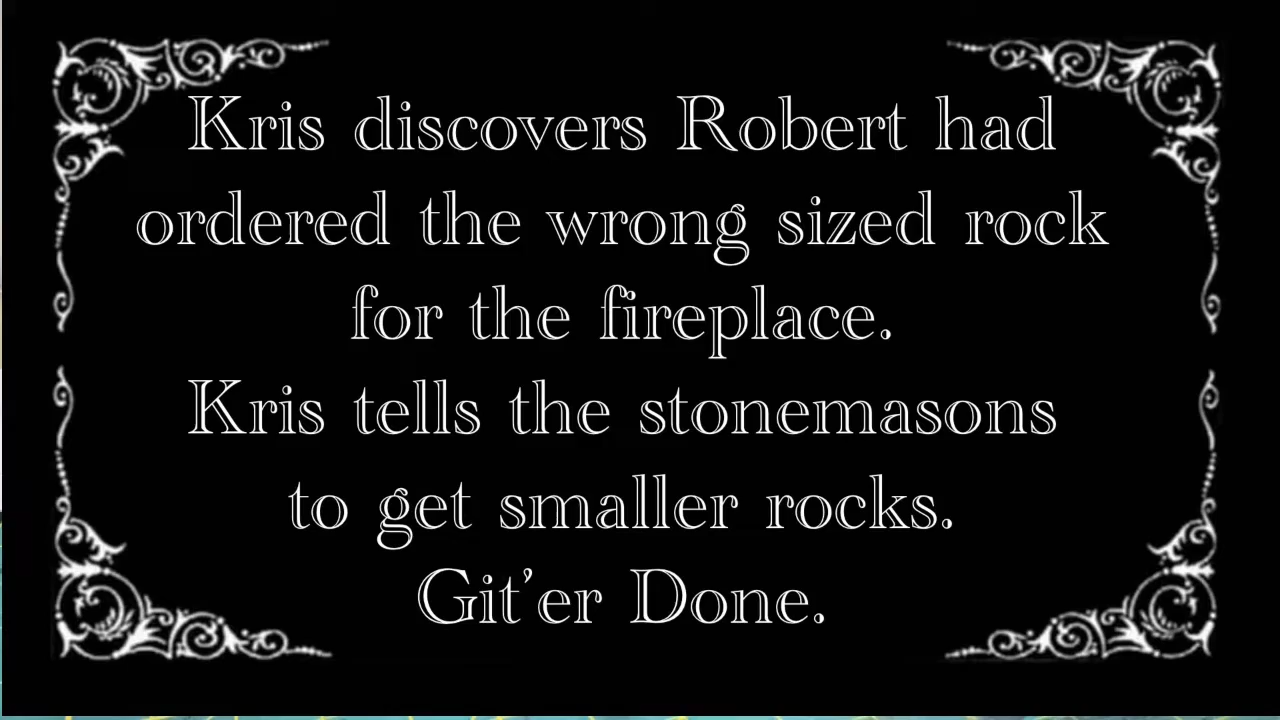 Kris discovers Robert had
ordered the wrong sized rock
for the fireplace.
Kris tells the stonemasons
to get smaller rocks.
Git'er Done.